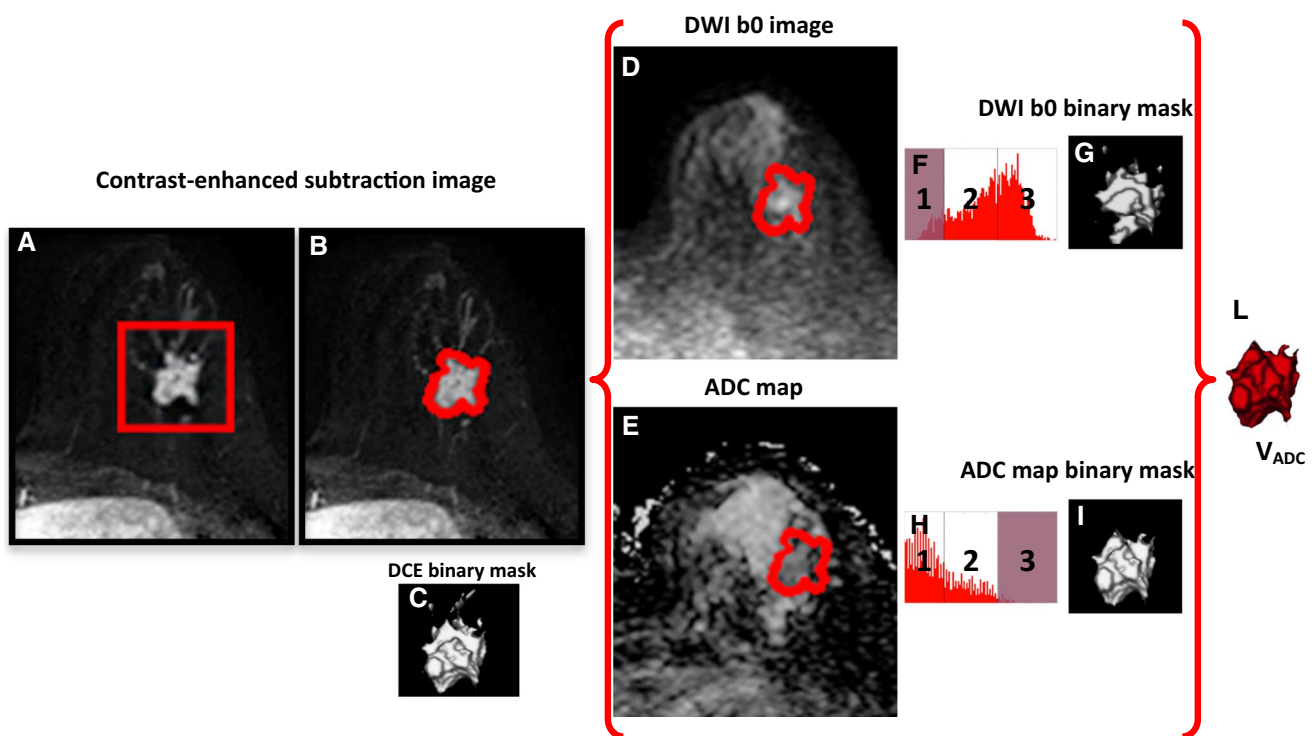 Contrast-enhanced subtraction image
A
B
DCE binary mask
C
DWI b0 image
D
ADC map
E
DWI b0 binary mask
F
1 2 3
G
ADC map binary mask
H
1 2 3
I
L
VADC